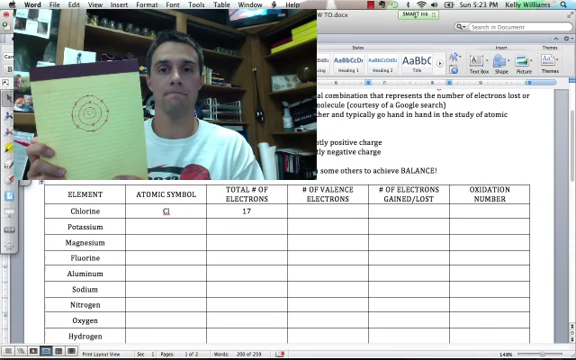 Word File Edit View Insert Format Font Tools Table Window Help
Sun 5:23 PM Kelly Williams
W TO.docx
SMART Ink
Search in Document
Styles Insert Themes
AaBbCcDdE AaBbCcDd AaBbC
Heading 1 Heading 2 Title Text Box Shape Picture Themes
al combination that represents the number of electrons lost or
molecule (courtesy of a Google search)
ther and typically go hand in hand in the study of atomic
ntly positive charge
ntly negative charge
n some others to achieve BALANCE!
ELEMENT ATOMIC SYMBOL TOTAL # OF ELECTRONS # OF VALENCE ELECTRONS # OF ELECTRONS GAINED/LOST OXIDATION NUMBER
Chlorine Cl 17
Potassium
Magnesium
Fluorine
Aluminum
Sodium
Nitrogen
Oxygen
Hydrogen
Print Layout View Sec 1 Pages: 1 of 2 Words: 200 of 259 148%